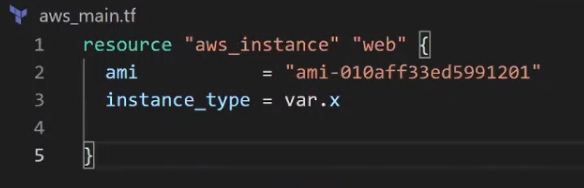 aws_main.tf
1 resource "aws_instance" "web" {
2   ami           = "ami-010aff33ed5991201"
3   instance_type = var.x
4
5 }